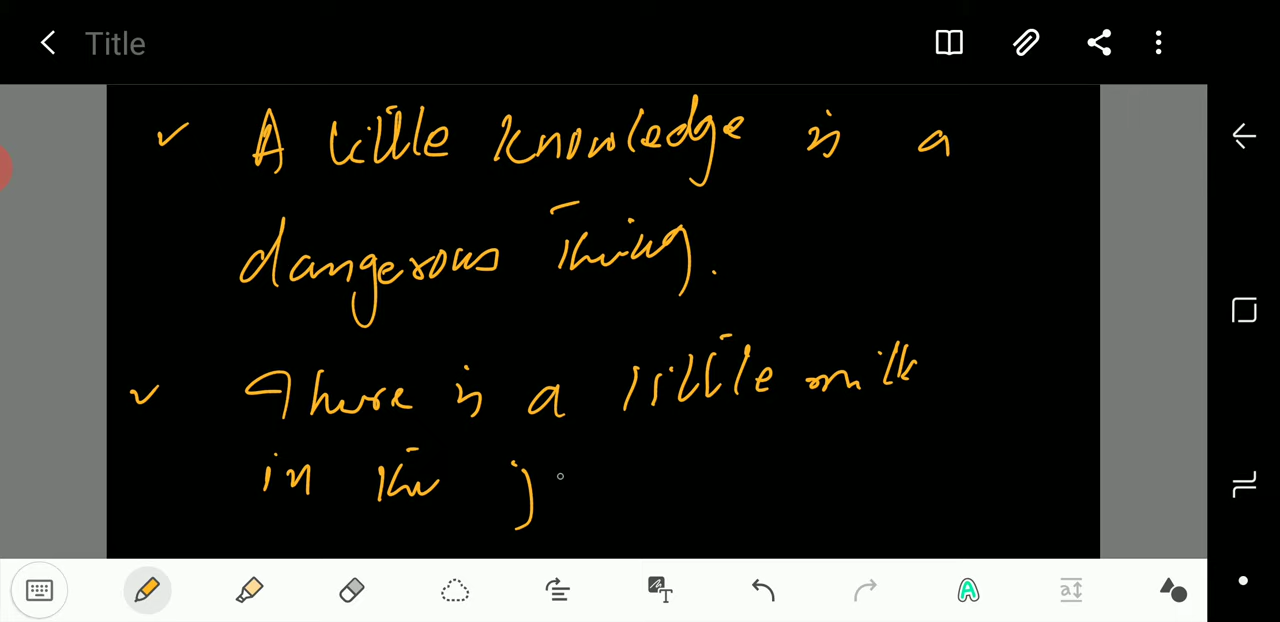 Title
✓ A little knowledge is a
dangerous thing.
✓ There is a little milk
in the j